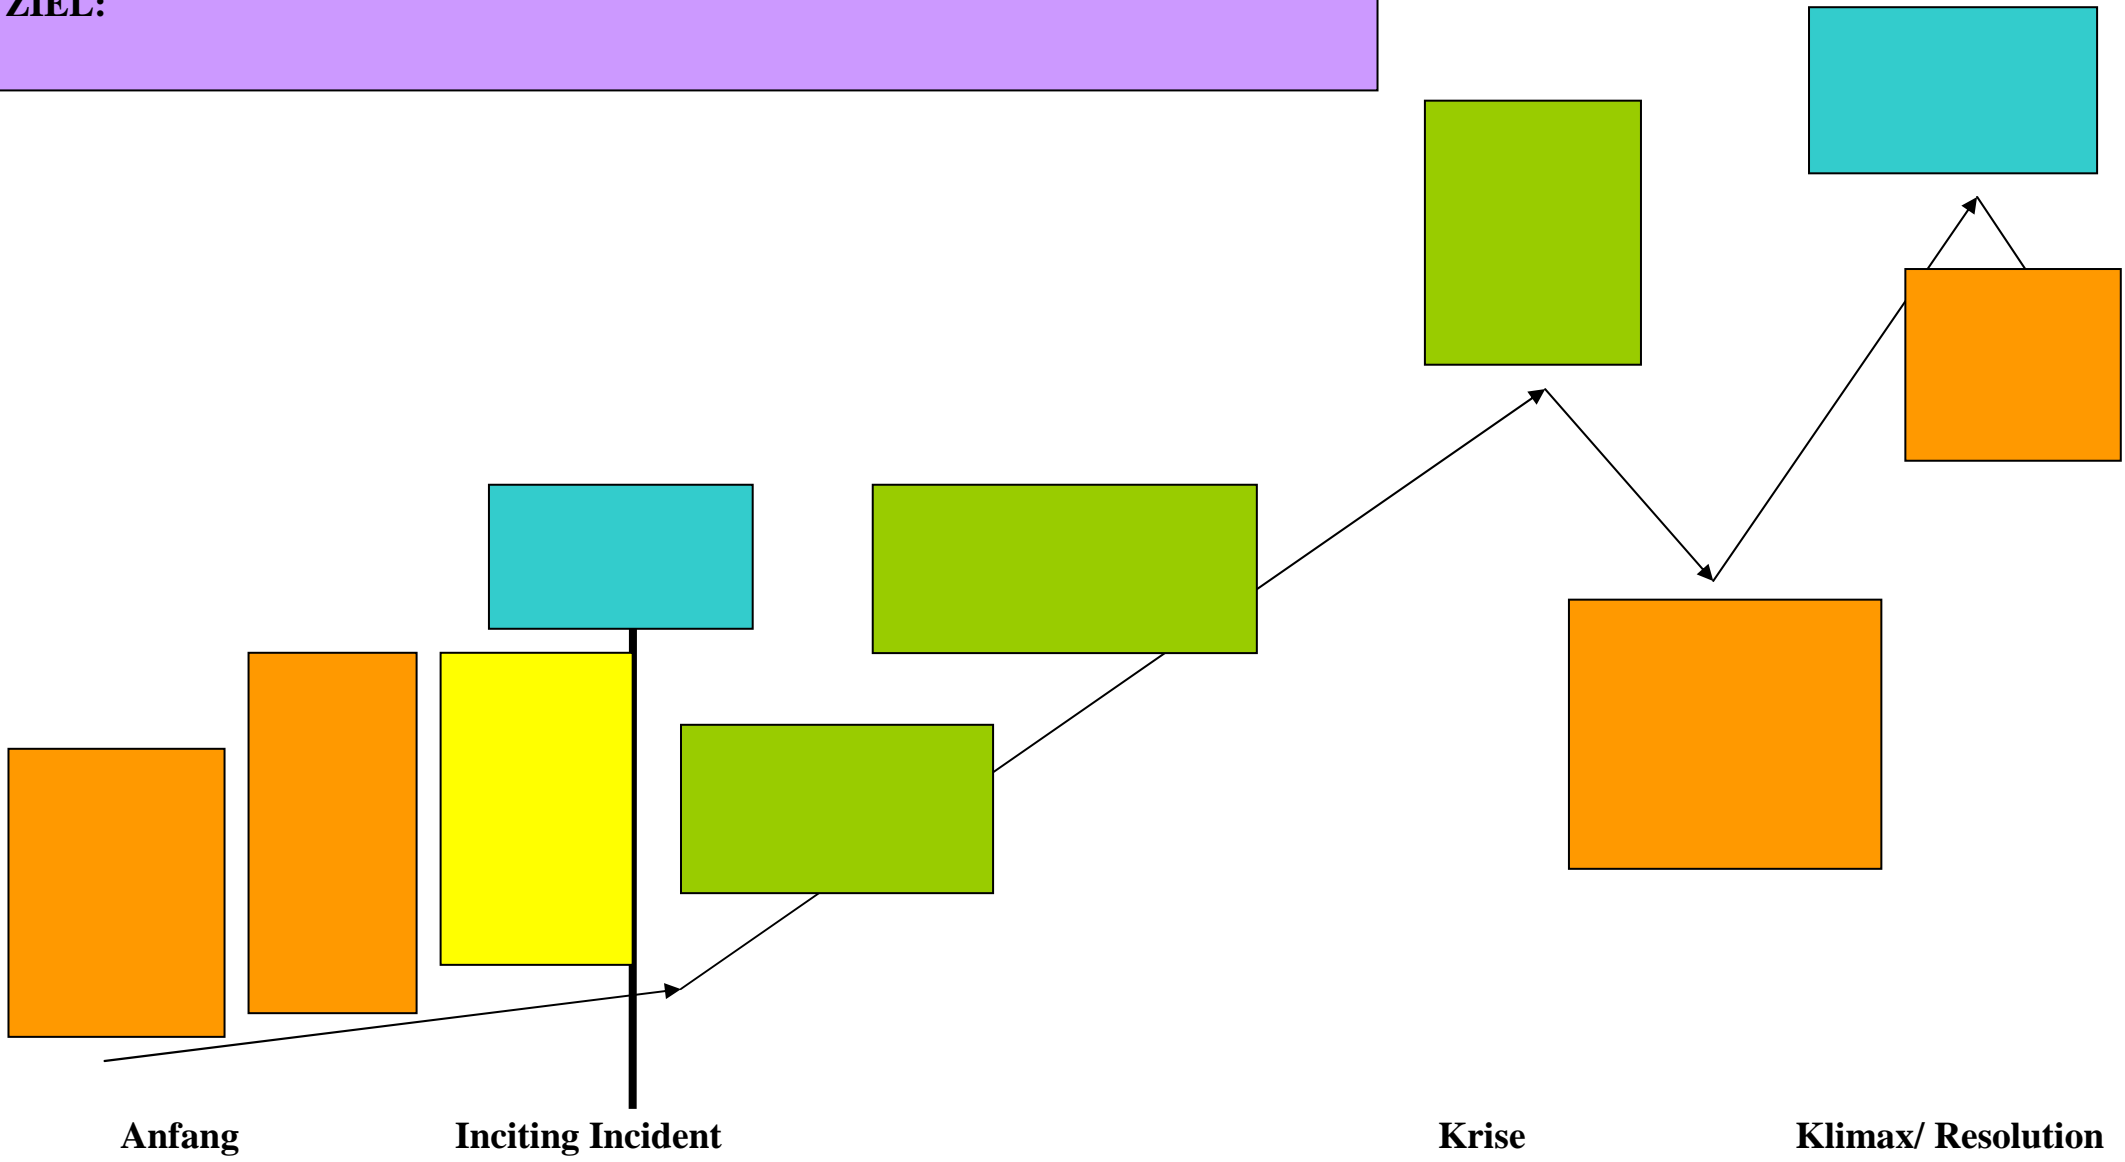 ZIEL:
Anfang
Inciting Incident
Krise
Klimax/ Resolution